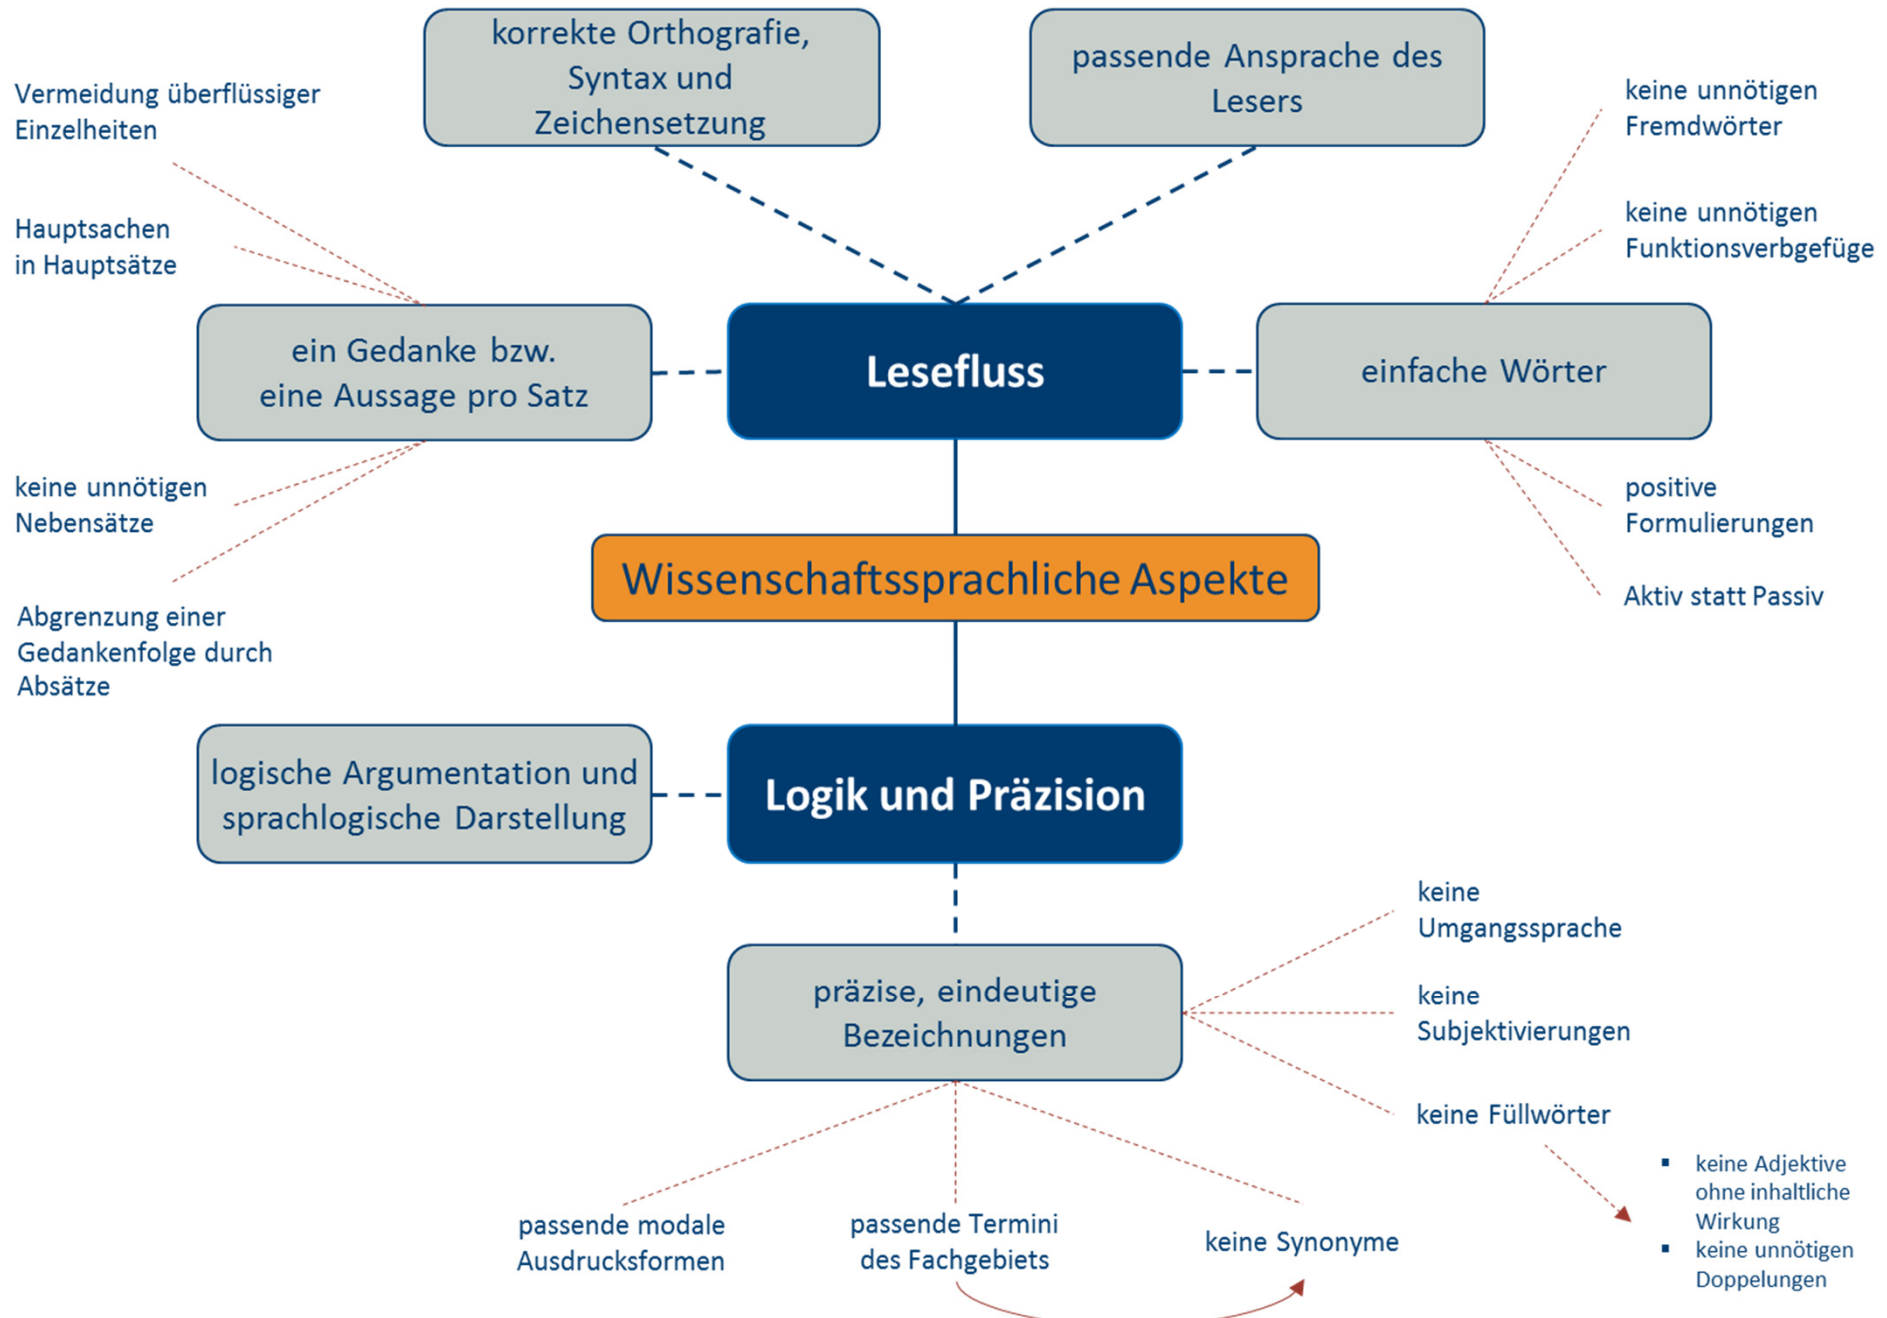 korrekte Orthografie,
Syntax und
Zeichensetzung
passende Ansprache des
Lesers
Vermeidung überflüssiger
Einzelheiten
keine unnötigen
Fremdwörter
Hauptsachen
in Hauptsätze
keine unnötigen
Funktionsverbgefüge
ein Gedanke bzw.
eine Aussage pro Satz
Lesefluss
einfache Wörter
keine unnötigen
Nebensätze
positive
Formulierungen
Wissenschaftssprachliche Aspekte
Aktiv statt Passiv
Abgrenzung einer
Gedankenfolge durch
Absätze
logische Argumentation und
sprachlogische Darstellung
Logik und Präzision
keine
Umgangssprache
präzise, eindeutige
Bezeichnungen
keine
Subjektivierungen
keine Füllwörter
▪ keine Adjektive
ohne inhaltliche
Wirkung
▪ keine unnötigen
Doppelungen
passende modale
Ausdrucksformen
passende Termini
des Fachgebiets
keine Synonyme